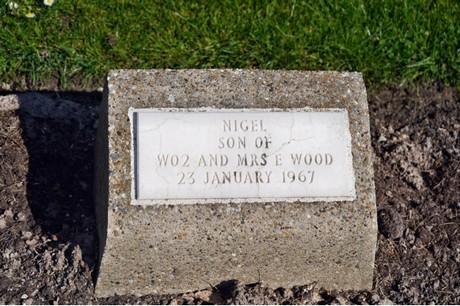 NIGEL
SON OF
WO2 AND MRS E WOOD
23 JANUARY 1967